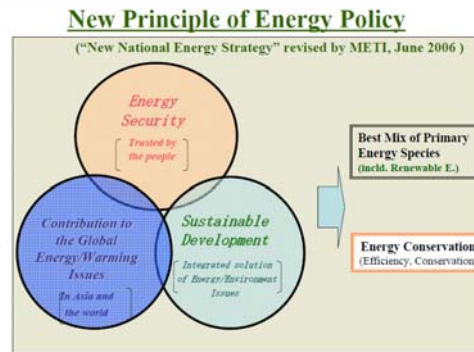 New Principle of Energy Policy
("New National Energy Strategy" revised by METI, June 2006 )
Energy
Security
Trusted by
the people
Contribution to
the Global
Energy/Warming
Issues
In Asia and
the world
Sustainable
Development
Integrated solution
of Energy/Environment
Issues
Best Mix of Primary
Energy Species
(incld. Renewable E.)
Energy Conservation
(Efficiency, Conservation)